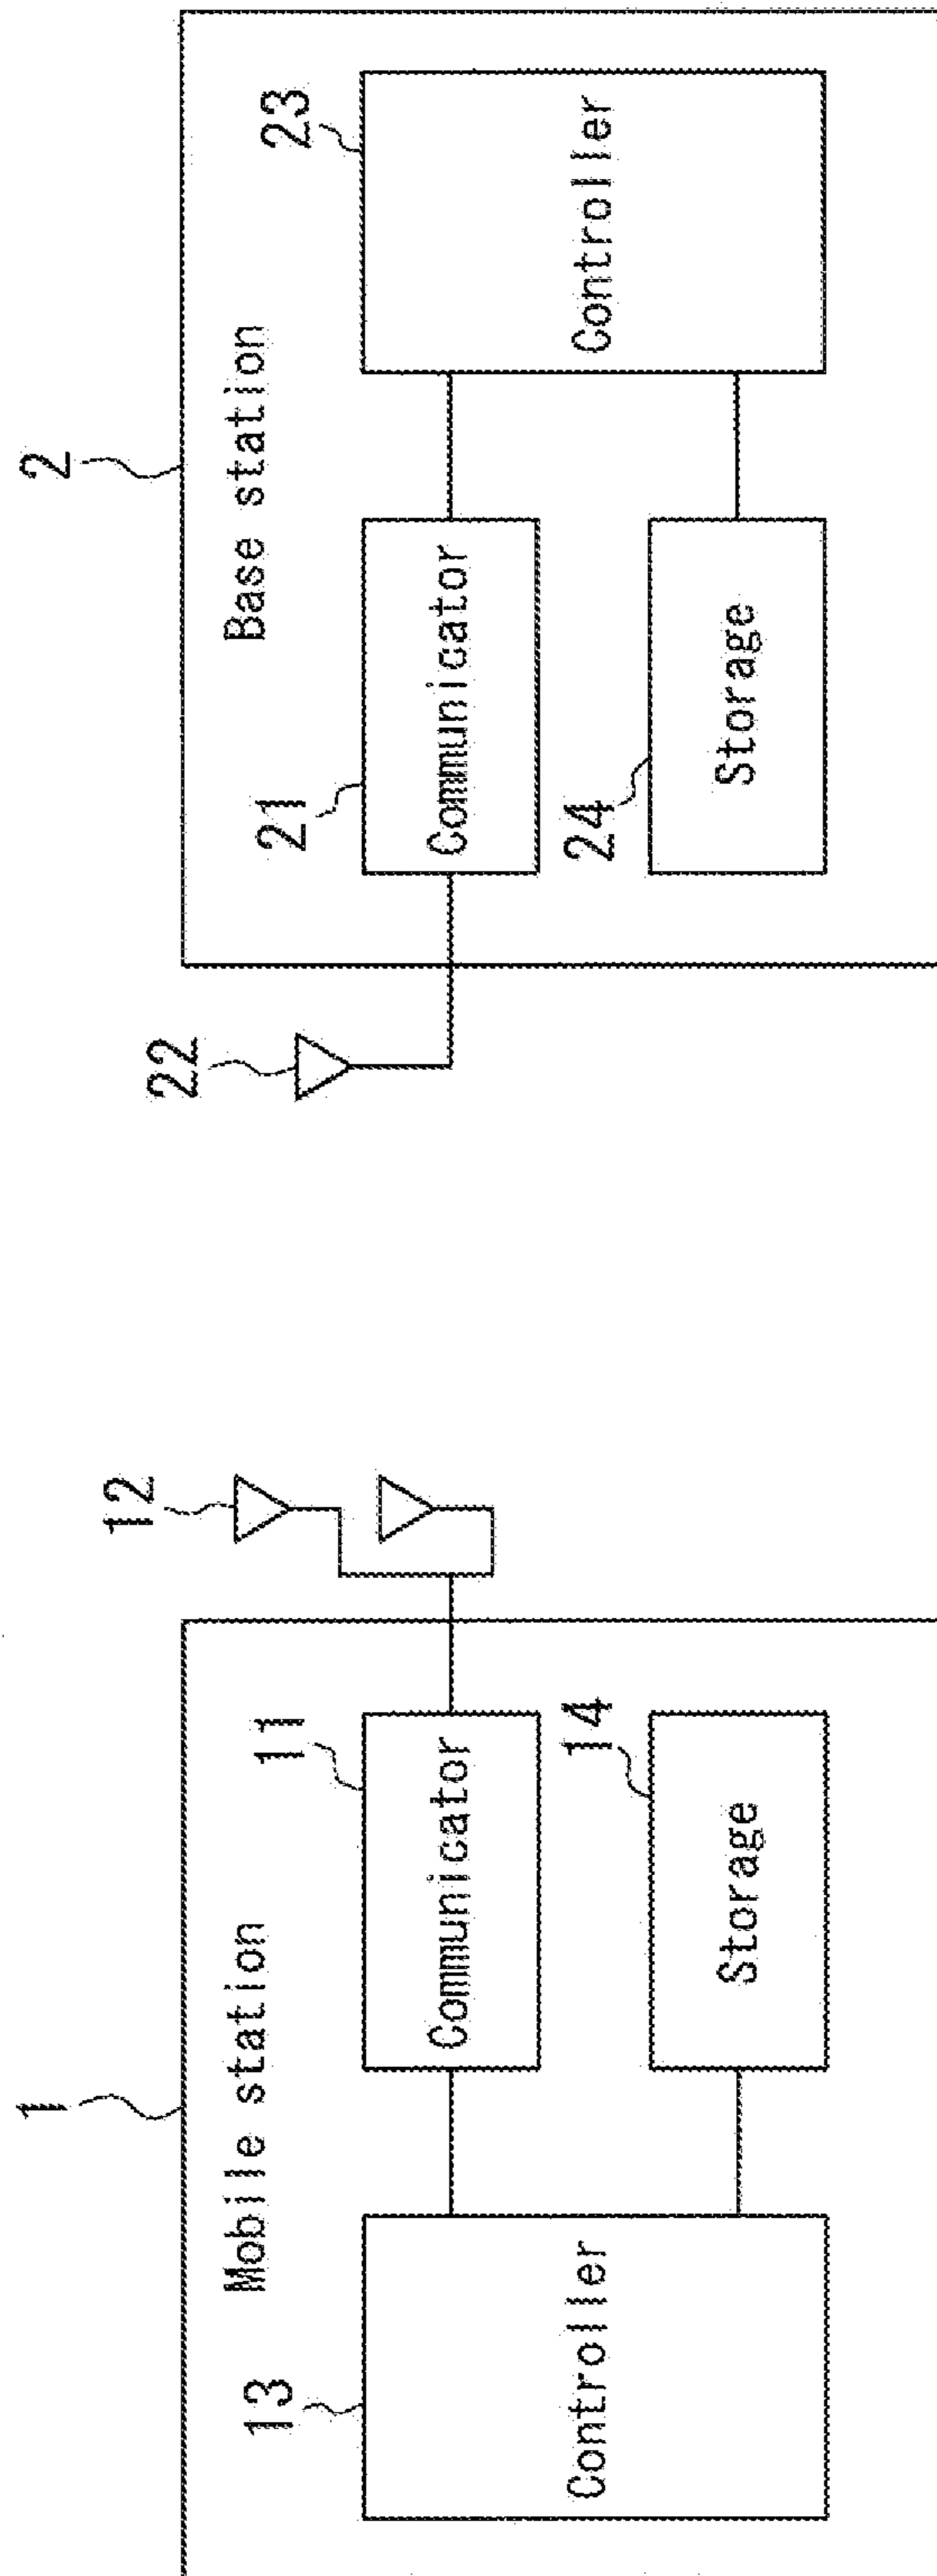 1
Mobile station
13
Controller
11
Communicator
14
Storage
12
2
Base station
22
21
Communicator
24
Storage
23
Controller